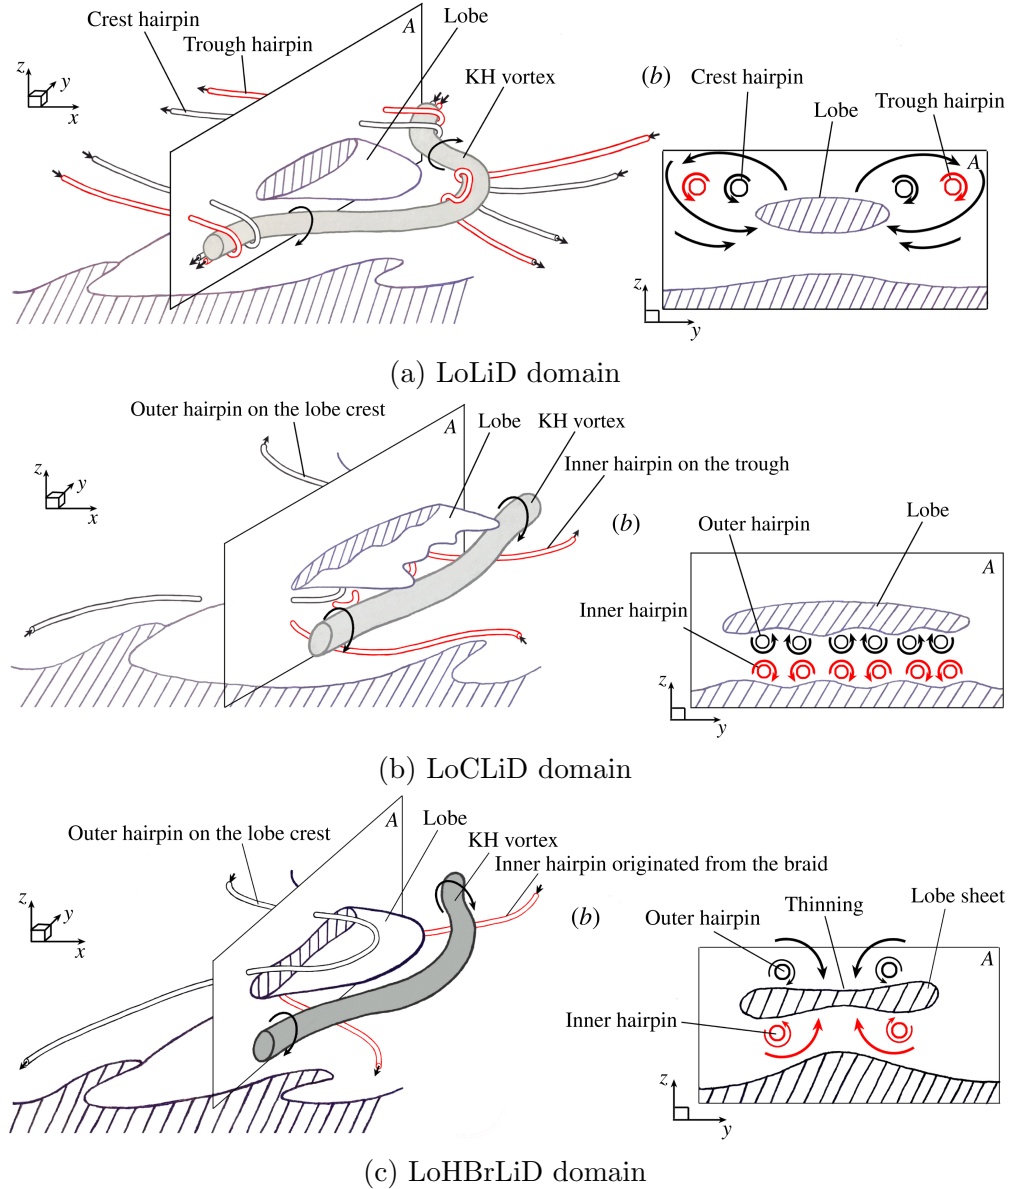 Crest hairpin
Trough hairpin
A
Lobe
KH vortex
z
y
x
(b)
Crest hairpin
Lobe
Trough hairpin
A
z
y
(a) LoLiD domain
Outer hairpin on the lobe crest
A
Lobe
KH vortex
Inner hairpin on the trough
z
y
x
(b)
Outer hairpin
Lobe
A
Inner hairpin
z
y
(b) LoCLiD domain
Outer hairpin on the lobe crest
A
Lobe
KH vortex
Inner hairpin originated from the braid
z
y
x
(b)
Outer hairpin
Thinning
Lobe sheet
A
Inner hairpin
z
y
(c) LoHBrLiD domain